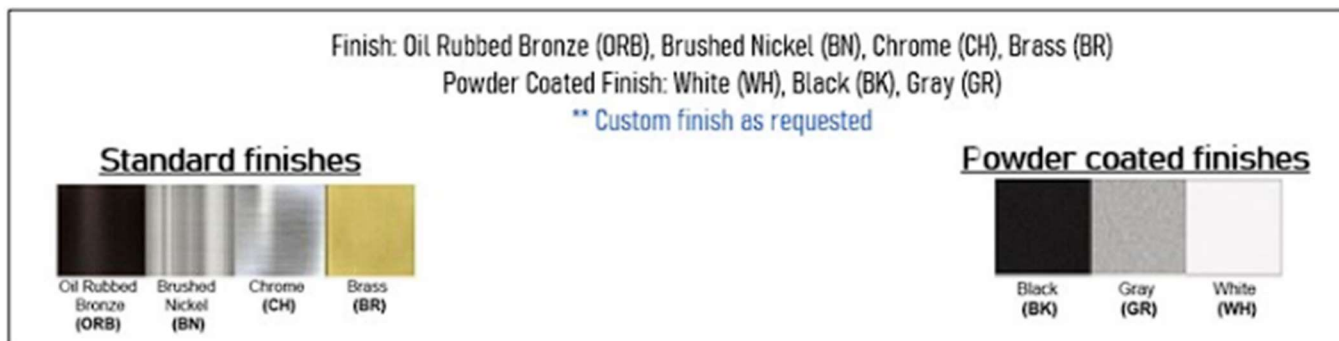 Finish: Oil Rubbed Bronze (ORB), Brushed Nickel (BN), Chrome (CH), Brass (BR)
Powder Coated Finish: White (WH), Black (BK), Gray (GR)
** Custom finish as requested
Standard finishes
Oil Rubbed
Bronze
(ORB)
Brushed
Nickel
(BN)
Chrome
(CH)
Brass
(BR)
Powder coated finishes
Black
(BK)
Gray
(GR)
White
(WH)